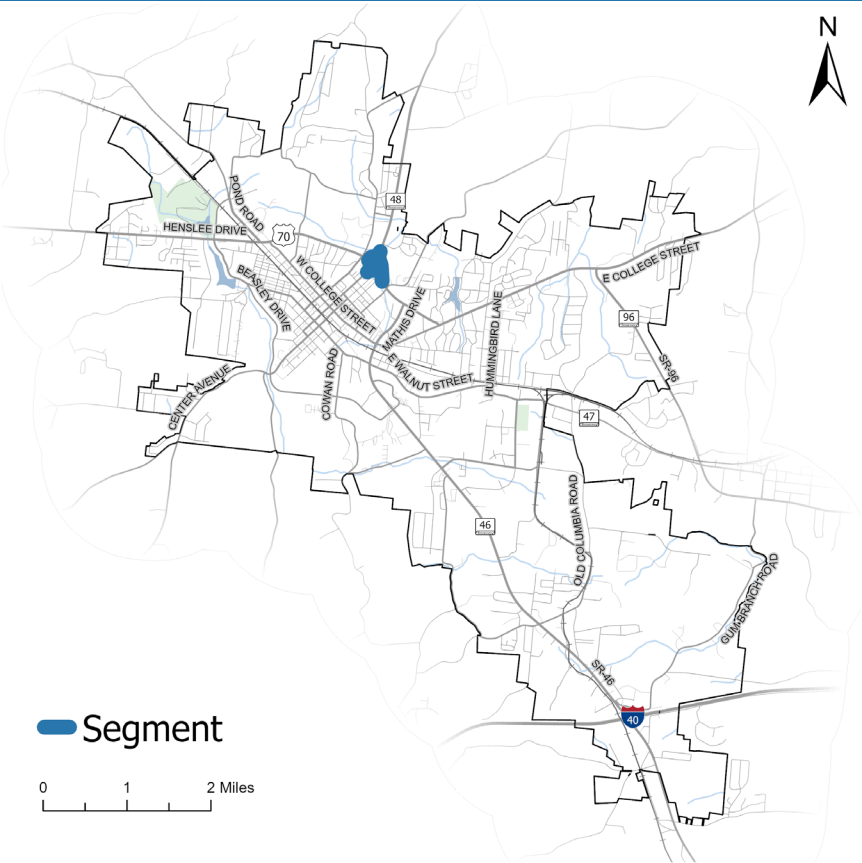 N
48
POND ROAD
HENSLEE DRIVE
70
W COLLEGE STREET
E COLLEGE STREET
BEASLEY DRIVE
MATHIS DRIVE
HUMMINGBIRD LANE
96
SR-96
CENTER AVENUE
COWAN ROAD
E WALNUT STREET
47
46
OLD COLUMBIA ROAD
GUM BRANCH ROAD
SR-46
40
Segment
0 1 2 Miles